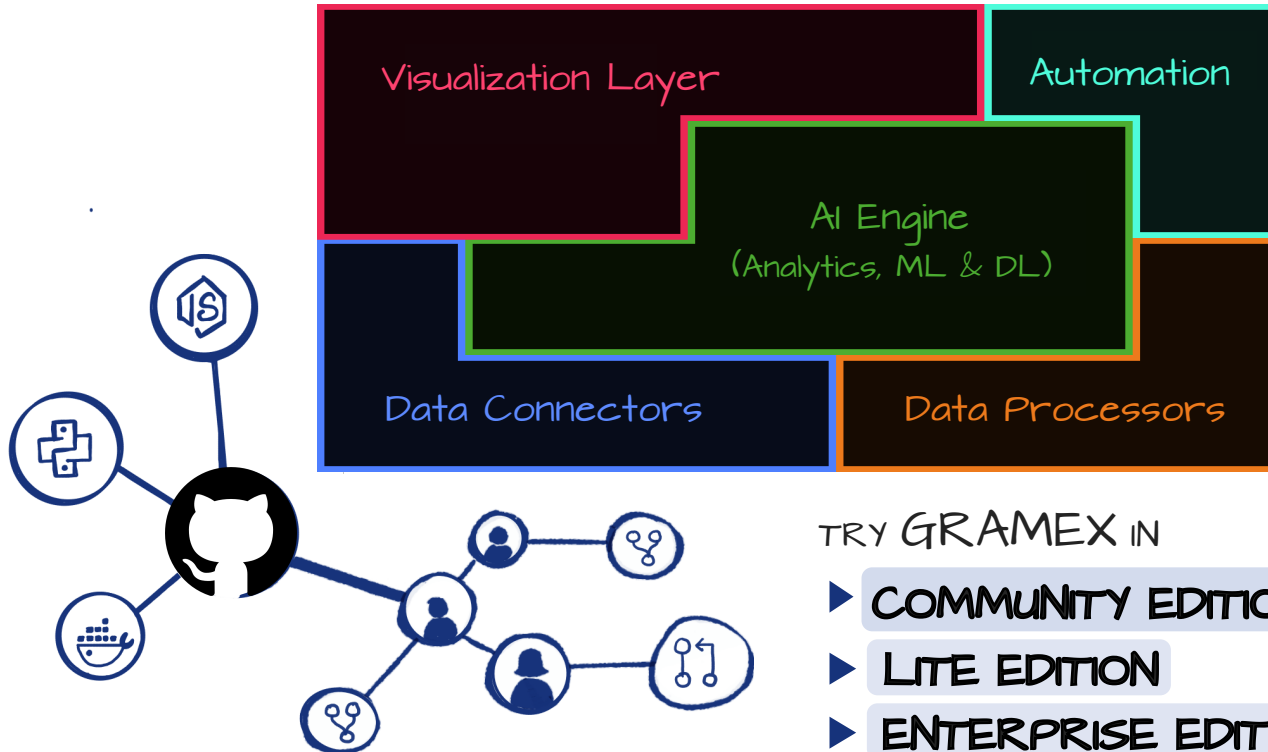 Visualization Layer
Automation
AI Engine
(Analytics, ML & DL)
Data Connectors
Data Processors
JS
TRY GRAMEX IN
COMMUNITY EDITIO
LITE EDITION
ENTERPRISE EDIT